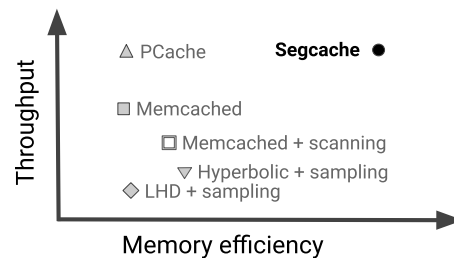 PCache
Segcache
Memcached
Memcached + scanning
Hyperbolic + sampling
LHD + sampling
Throughput
Memory efficiency